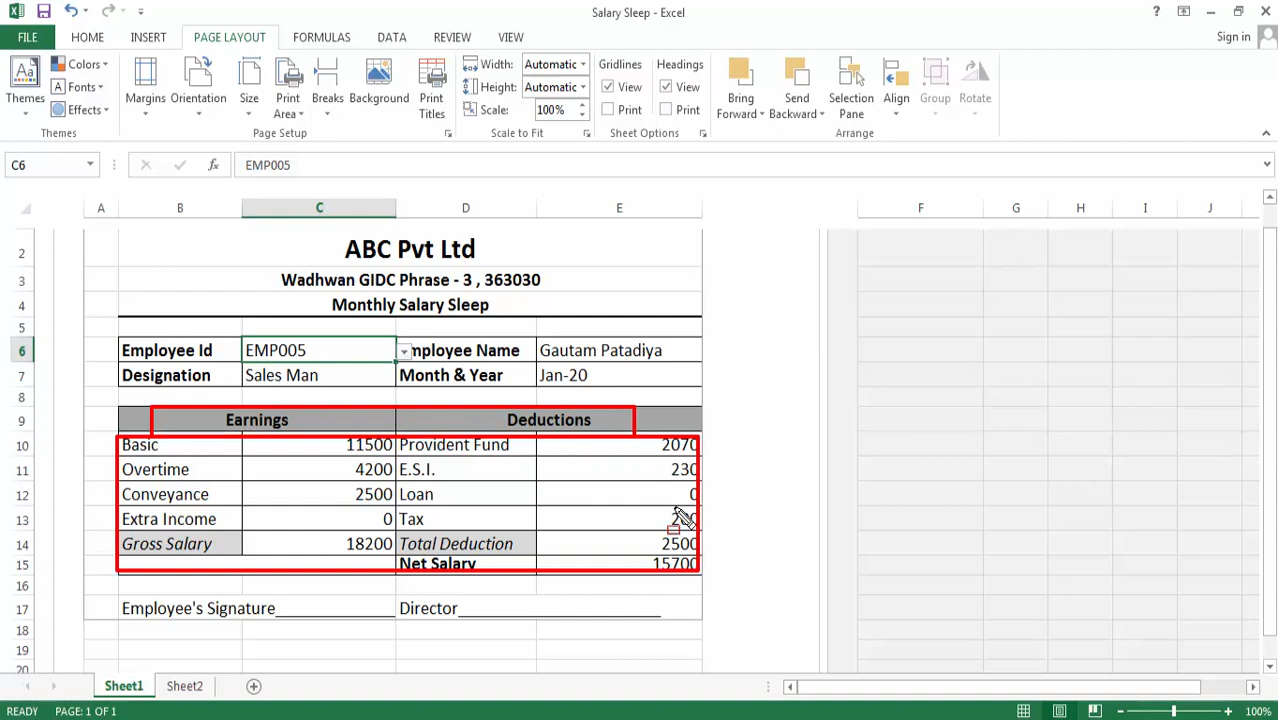 Salary Sleep - Excel
FILE HOME INSERT PAGE LAYOUT FORMULAS DATA REVIEW VIEW Sign in
Themes Colors Fonts Effects Margins Orientation Size Print Area Breaks Background Print Titles Width: Automatic Height: Automatic Scale: 100% Gridlines View Print Headings View Print Bring Forward Send Backward Selection Pane Align Group Rotate
Themes Page Setup Scale to Fit Sheet Options Arrange
C6 fx EMP005
A B C D E F G H I J
2 ABC Pvt Ltd
3 Wadhwan GIDC Phrase - 3 , 363030
4 Monthly Salary Sleep
5
6 Employee Id EMP005 mployee Name Gautam Patadiya
7 Designation Sales Man Month & Year Jan-20
8
9 Earnings Deductions
10 Basic 11500 Provident Fund 2070
11 Overtime 4200 E.S.I. 230
12 Conveyance 2500 Loan 0
13 Extra Income 0 Tax
14 Gross Salary 18200 Total Deduction 2500
15 Net Salary 15700
16
17 Employee's Signature____________ Director____________________
18
19
20
Sheet1 Sheet2
READY PAGE: 1 OF 1 100%